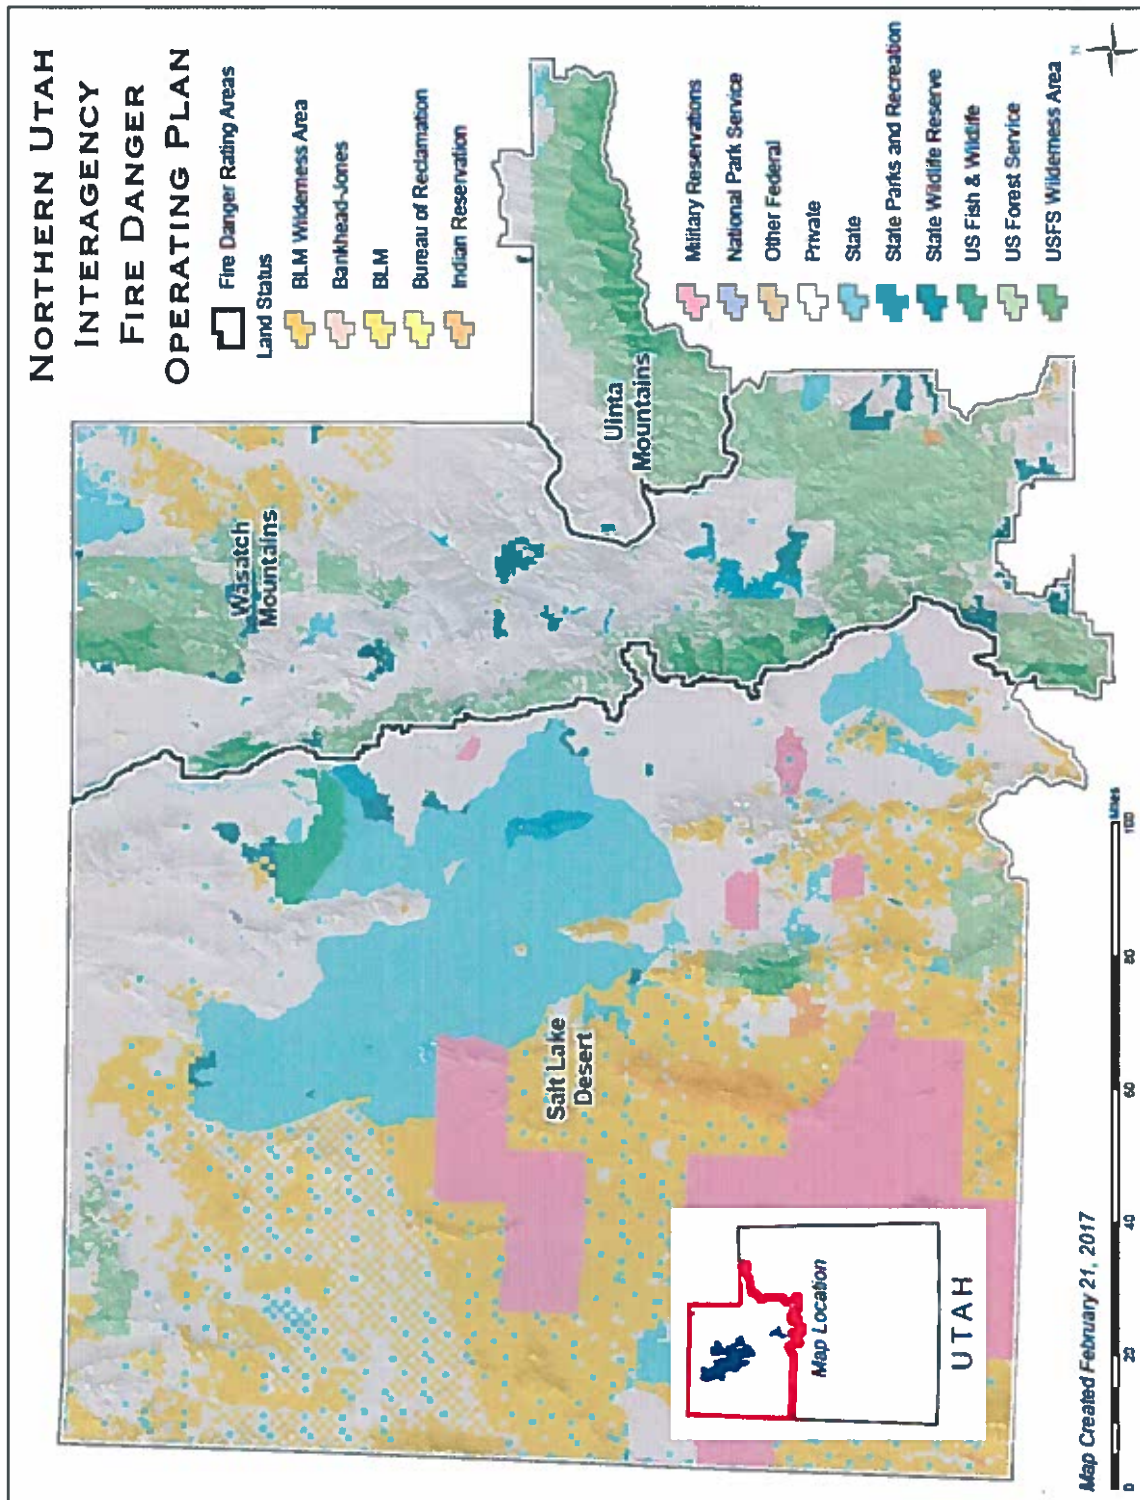 NORTHERN UTAH
INTERAGENCY
FIRE DANGER
OPERATING PLAN
Fire Danger Rating Areas
Land Status
BLM Wilderness Area
Bankhead-Jones
BLM
Bureau of Reclamation
Indian Reservation
Military Reservations
National Park Service
Other Federal
Private
State
State Parks and Recreation
State Wildlife Reserve
US Fish & Wildlife
US Forest Service
USFS Wilderness Area
N
Wasatch
Mountains
Uinta
Mountains
Salt Lake
Desert
Map Location
UTAH
Map Created February 21, 2017
0 20 40 60 80 100
Miles